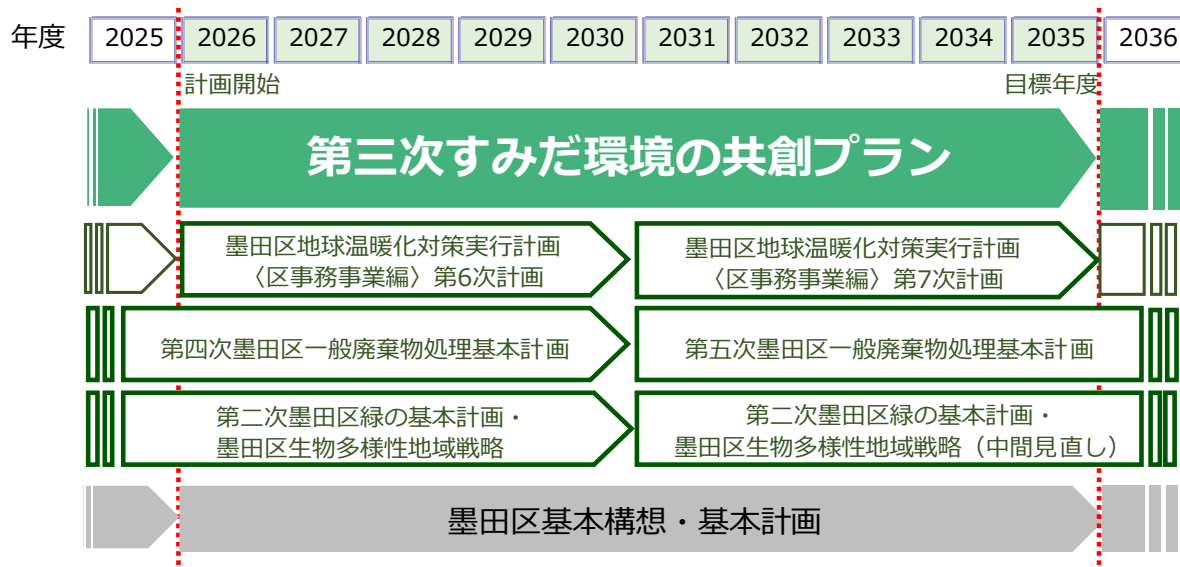 年度 2025 2026 2027 2028 2029 2030 2031 2032 2033 2034 2035 2036
計画開始 目標年度
第三次すみだ環境の共創プラン
墨田区地球温暖化対策実行計画
〈区事務事業編〉第6次計画
墨田区地球温暖化対策実行計画
〈区事務事業編〉第7次計画
第四次墨田区一般廃棄物処理基本計画
第五次墨田区一般廃棄物処理基本計画
第二次墨田区緑の基本計画・
墨田区生物多様性地域戦略
第二次墨田区緑の基本計画・
墨田区生物多様性地域戦略（中間見直し）
墨田区基本構想・基本計画